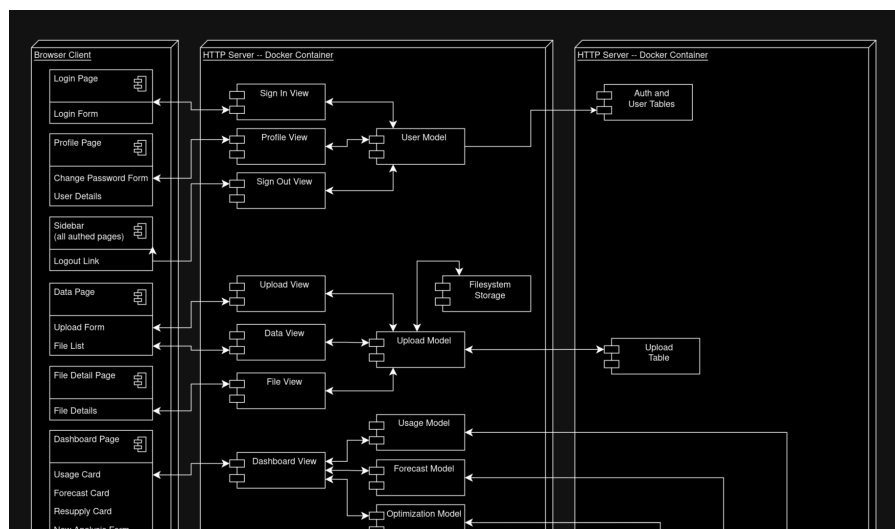 Browser Client
HTTP Server -- Docker Container
HTTP Server -- Docker Container
Login Page
Login Form
Profile Page
Change Password Form
User Details
Sidebar
(all authed pages)
Logout Link
Data Page
Upload Form
File List
File Detail Page
File Details
Dashboard Page
Usage Card
Forecast Card
Resupply Card
New Analysis Form
Sign In View
Profile View
Sign Out View
User Model
Upload View
Data View
File View
Filesystem
Storage
Upload Model
Dashboard View
Usage Model
Forecast Model
Optimization Model
Auth and
User Tables
Upload
Table